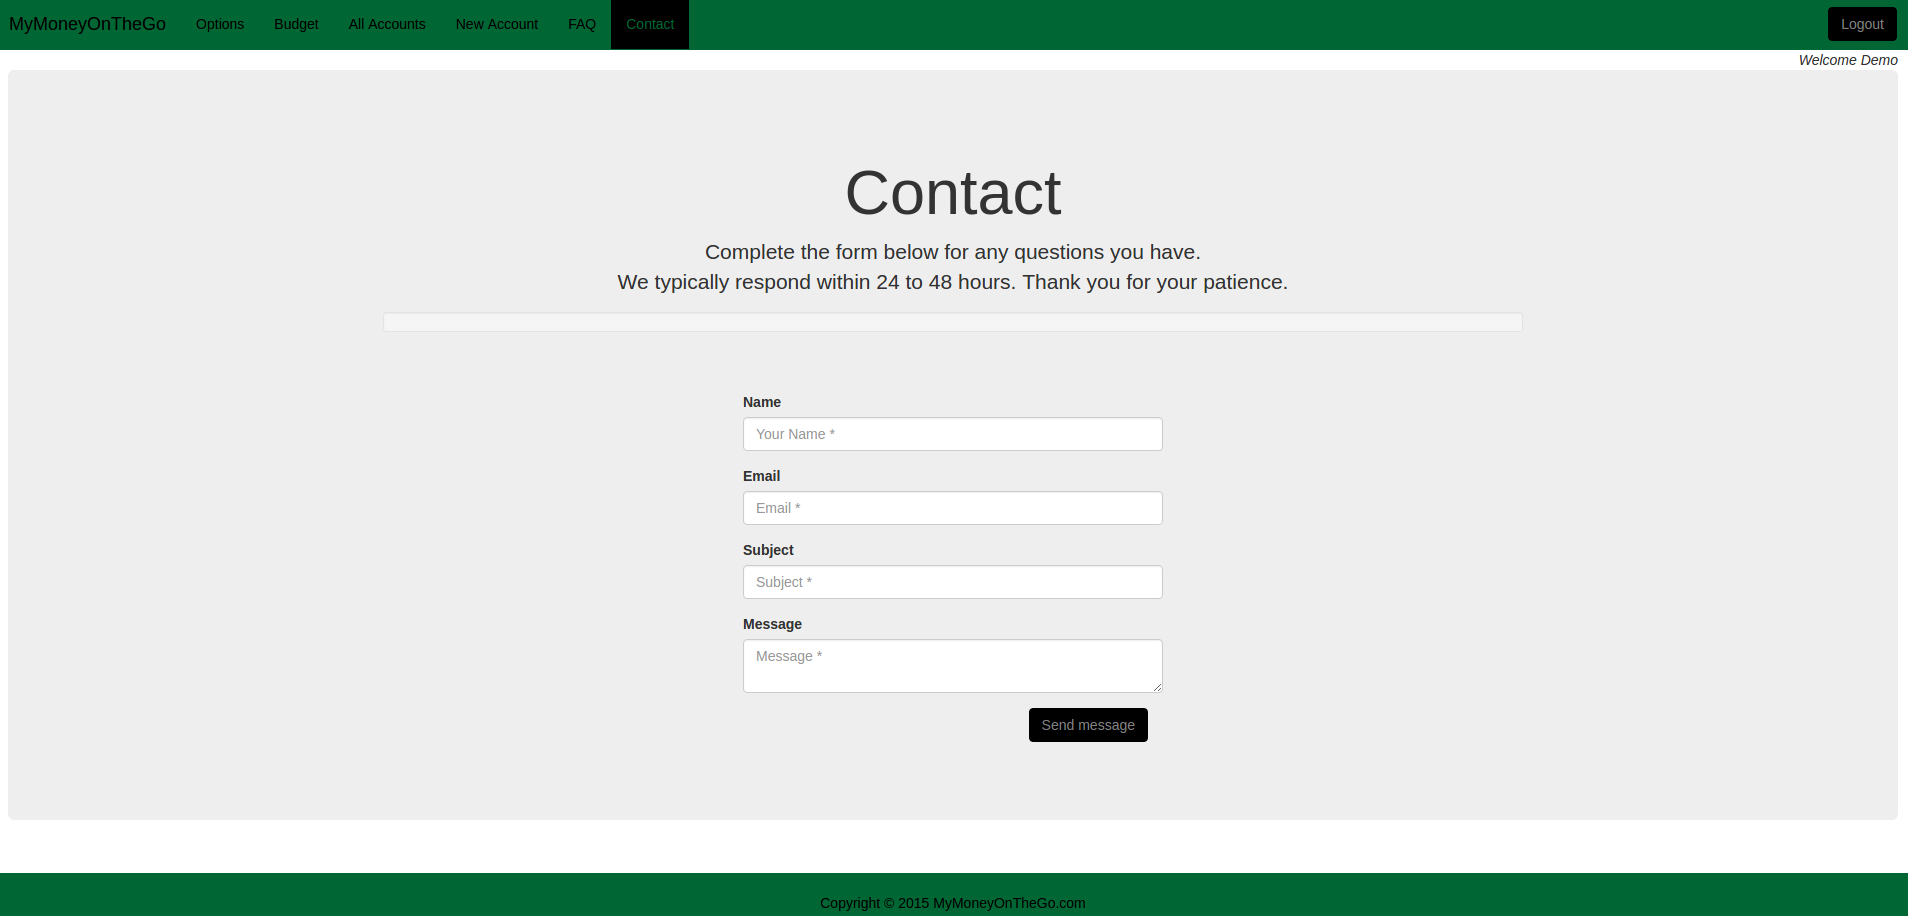 MyMoneyOnTheGo Options Budget All Accounts New Account FAQ Contact Logout
Welcome Demo
Contact
Complete the form below for any questions you have.
We typically respond within 24 to 48 hours. Thank you for your patience.
Name
Your Name *
Email
Email *
Subject
Subject *
Message
Message *
Send message
Copyright © 2015 MyMoneyOnTheGo.com